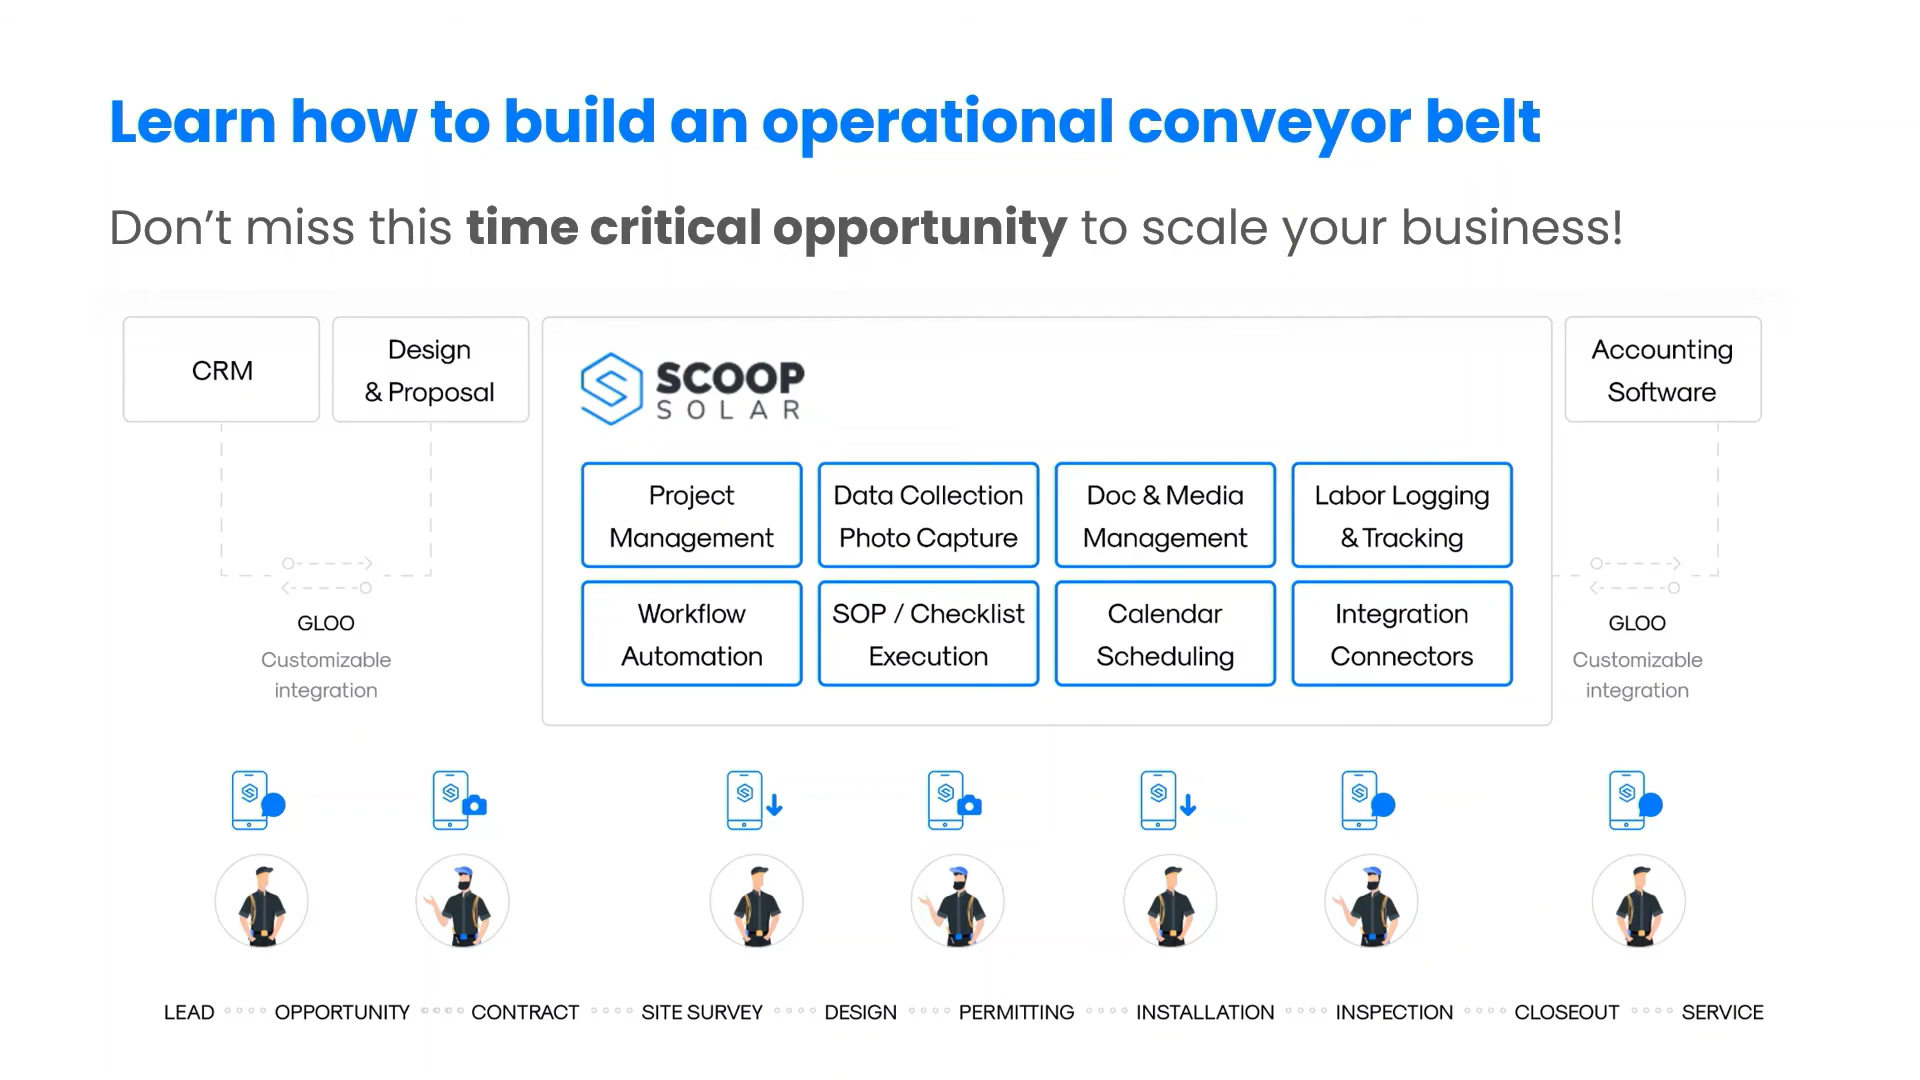 Learn how to build an operational conveyor belt
Don’t miss this time critical opportunity to scale your business!
CRM
Design
& Proposal
SCOOP
SOLAR
Accounting
Software
Project
Management
Data Collection
Photo Capture
Doc & Media
Management
Labor Logging
& Tracking
Workflow
Automation
SOP / Checklist
Execution
Calendar
Scheduling
Integration
Connectors
GLOO
Customizable
integration
GLOO
Customizable
integration
LEAD OPPORTUNITY CONTRACT SITE SURVEY DESIGN PERMITTING INSTALLATION INSPECTION CLOSEOUT SERVICE